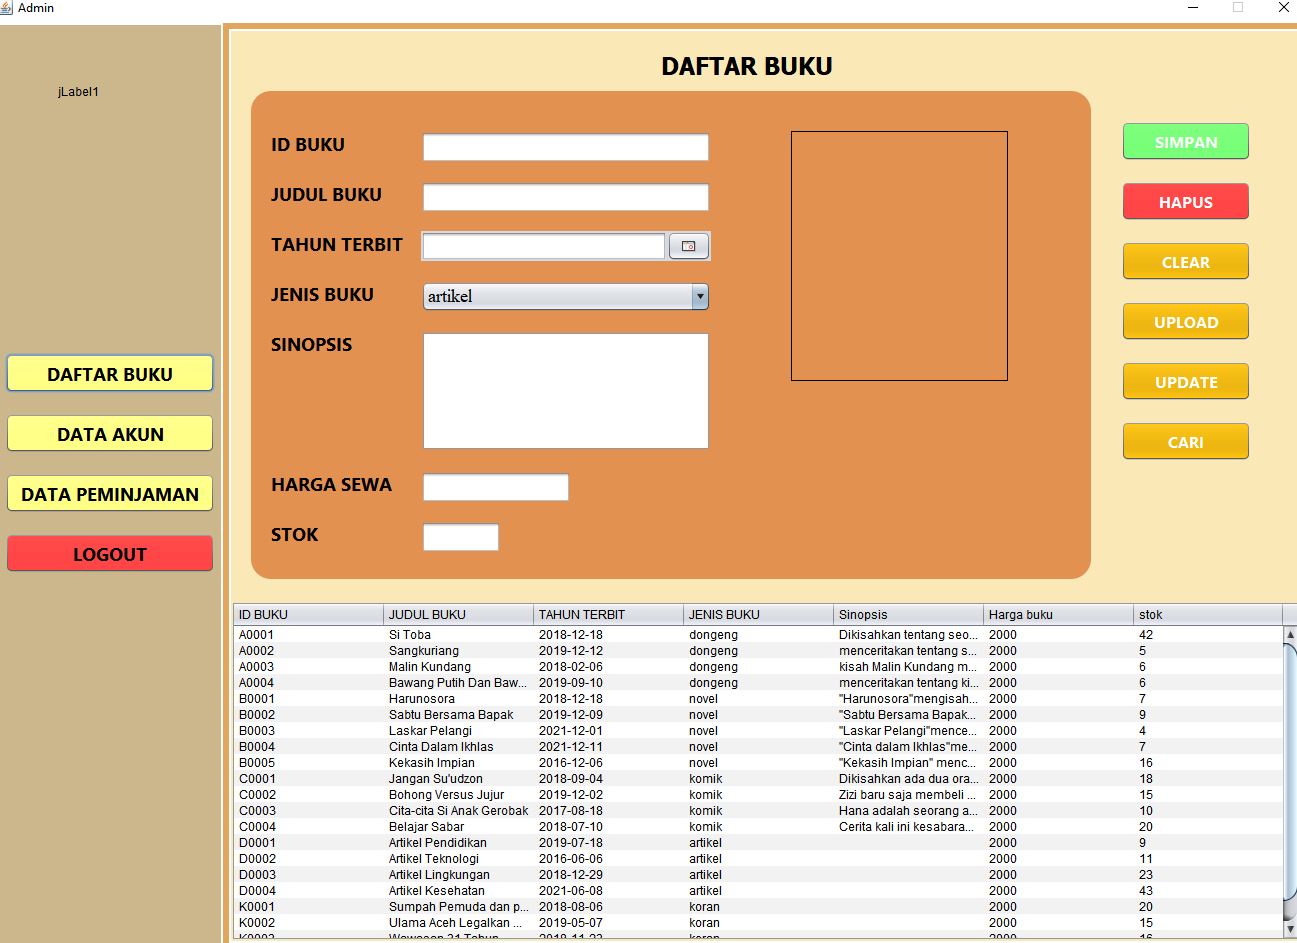 Admin
jLabel1
DAFTAR BUKU
DATA AKUN
DATA PEMINJAMAN
LOGOUT
DAFTAR BUKU
ID BUKU
JUDUL BUKU
TAHUN TERBIT
JENIS BUKU artikel
SINOPSIS
HARGA SEWA
STOK
SIMPAN
HAPUS
CLEAR
UPLOAD
UPDATE
CARI
ID BUKU JUDUL BUKU TAHUN TERBIT JENIS BUKU Sinopsis Harga buku stok
A0001 Si Toba 2018-12-18 dongeng Dikisahkan tentang seo... 2000 42
A0002 Sangkuriang 2019-12-12 dongeng menceritakan tentang s... 2000 5
A0003 Malin Kundang 2018-02-06 dongeng kisah Malin Kundang m... 2000 6
A0004 Bawang Putih Dan Baw... 2019-09-10 dongeng menceritakan tentang ki... 2000 6
B0001 Harunosora 2018-12-18 novel "Harunosora"mengisah... 2000 7
B0002 Sabtu Bersama Bapak 2019-12-09 novel "Sabtu Bersama Bapak... 2000 9
B0003 Laskar Pelangi 2021-12-01 novel "Laskar Pelangi"mence... 2000 4
B0004 Cinta Dalam Ikhlas 2021-12-11 novel "Cinta dalam Ikhlas"me... 2000 7
B0005 Kekasih Impian 2016-12-06 novel "Kekasih Impian" menc... 2000 16
C0001 Jangan Su'udzon 2018-09-04 komik Dikisahkan ada dua ora... 2000 18
C0002 Bohong Versus Jujur 2019-12-02 komik Zizi baru saja membeli ... 2000 15
C0003 Cita-cita Si Anak Gerobak 2017-08-18 komik Hana adalah seorang a... 2000 10
C0004 Belajar Sabar 2018-07-10 komik Cerita kali ini kesabara... 2000 20
D0001 Artikel Pendidikan 2019-07-18 artikel 2000 9
D0002 Artikel Teknologi 2016-06-06 artikel 2000 11
D0003 Artikel Lingkungan 2018-12-29 artikel 2000 23
D0004 Artikel Kesehatan 2021-06-08 artikel 2000 43
K0001 Sumpah Pemuda dan p... 2018-08-06 koran 2000 20
K0002 Ulama Aceh Legalkan ... 2019-05-07 koran 2000 15